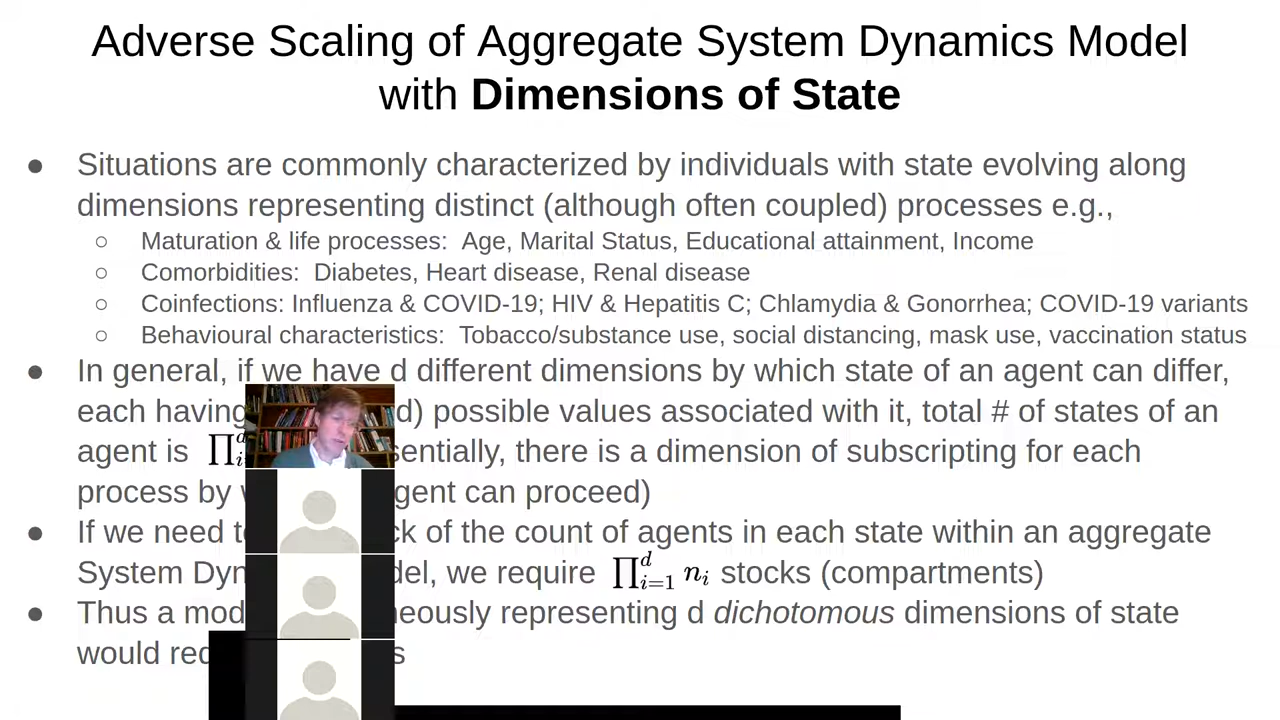 Adverse Scaling of Aggregate System Dynamics Model
with Dimensions of State
● Situations are commonly characterized by individuals with state evolving along
dimensions representing distinct (although often coupled) processes e.g.,
○ Maturation & life processes: Age, Marital Status, Educational attainment, Income
○ Comorbidities: Diabetes, Heart disease, Renal disease
○ Coinfections: Influenza & COVID-19; HIV & Hepatitis C; Chlamydia & Gonorrhea; COVID-19 variants
○ Behavioural characteristics: Tobacco/substance use, social distancing, mask use, vaccination status
● In general, if we have d different dimensions by which state of an agent can differ,
each having d) possible values associated with it, total # of states of an
agent is ∏ there is a dimension of subscripting for each
process by gent can proceed)
● If we need of the count of agents in each state within an aggregate
System we require ∏_{i=1}^{d} n_i stocks (compartments)
● Thus a representing d dichotomous dimensions of state
would